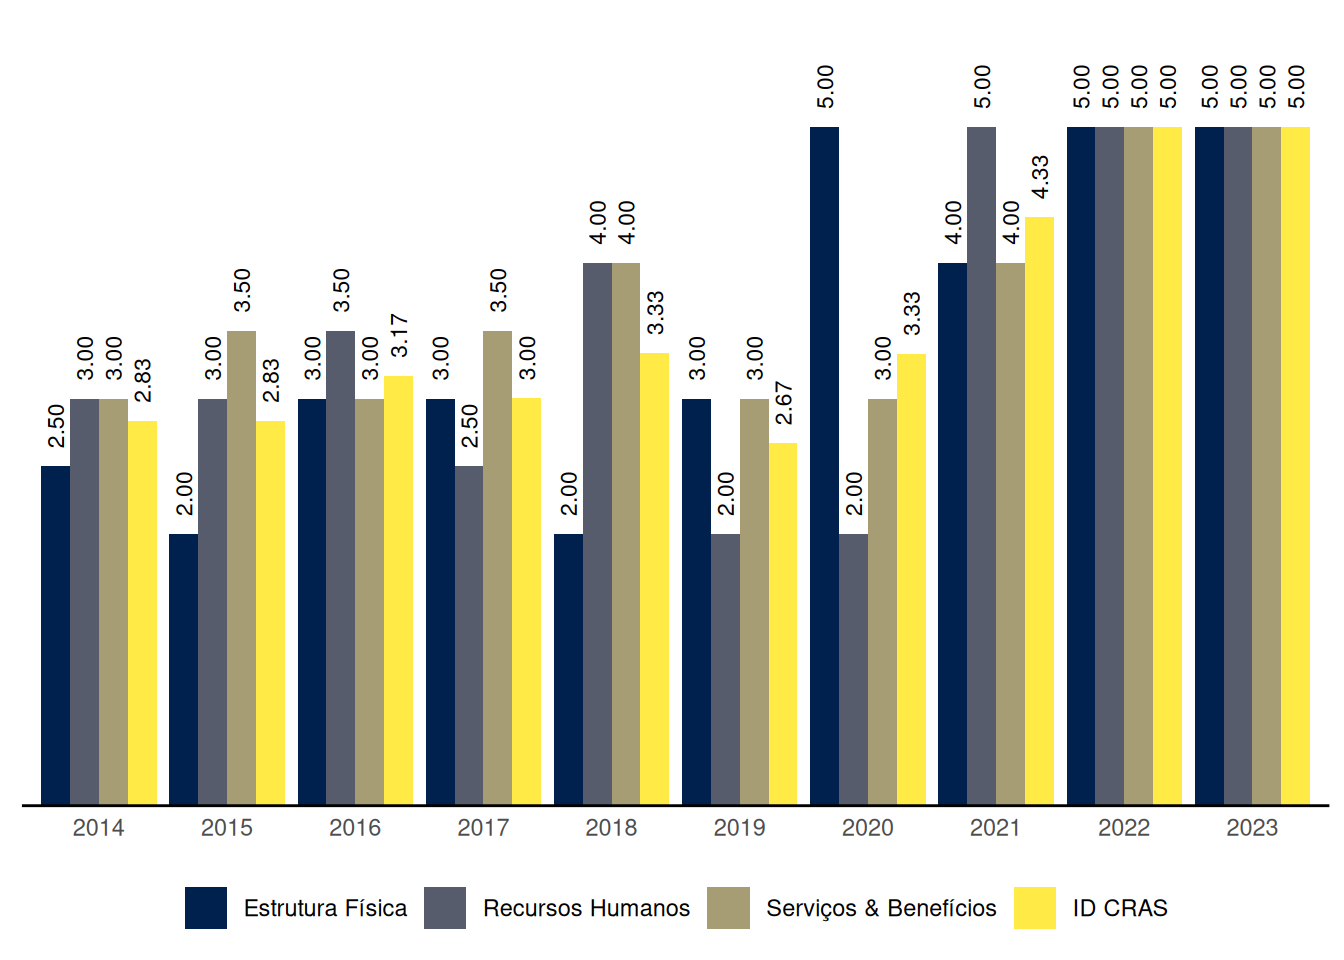 2.50 3.00 3.00 2.83
2.00 3.00 3.50 2.83
3.00 3.50 3.00 3.17
3.00 2.50 3.50 3.00
2.00 4.00 4.00 3.33
3.00 2.00 3.00 2.67
5.00 2.00 3.00 3.33
4.00 5.00 4.00 4.33
5.00 5.00 5.00 5.00
5.00 5.00 5.00 5.00
2014 2015 2016 2017 2018 2019 2020 2021 2022 2023
Estrutura Física Recursos Humanos Serviços & Benefícios ID CRAS